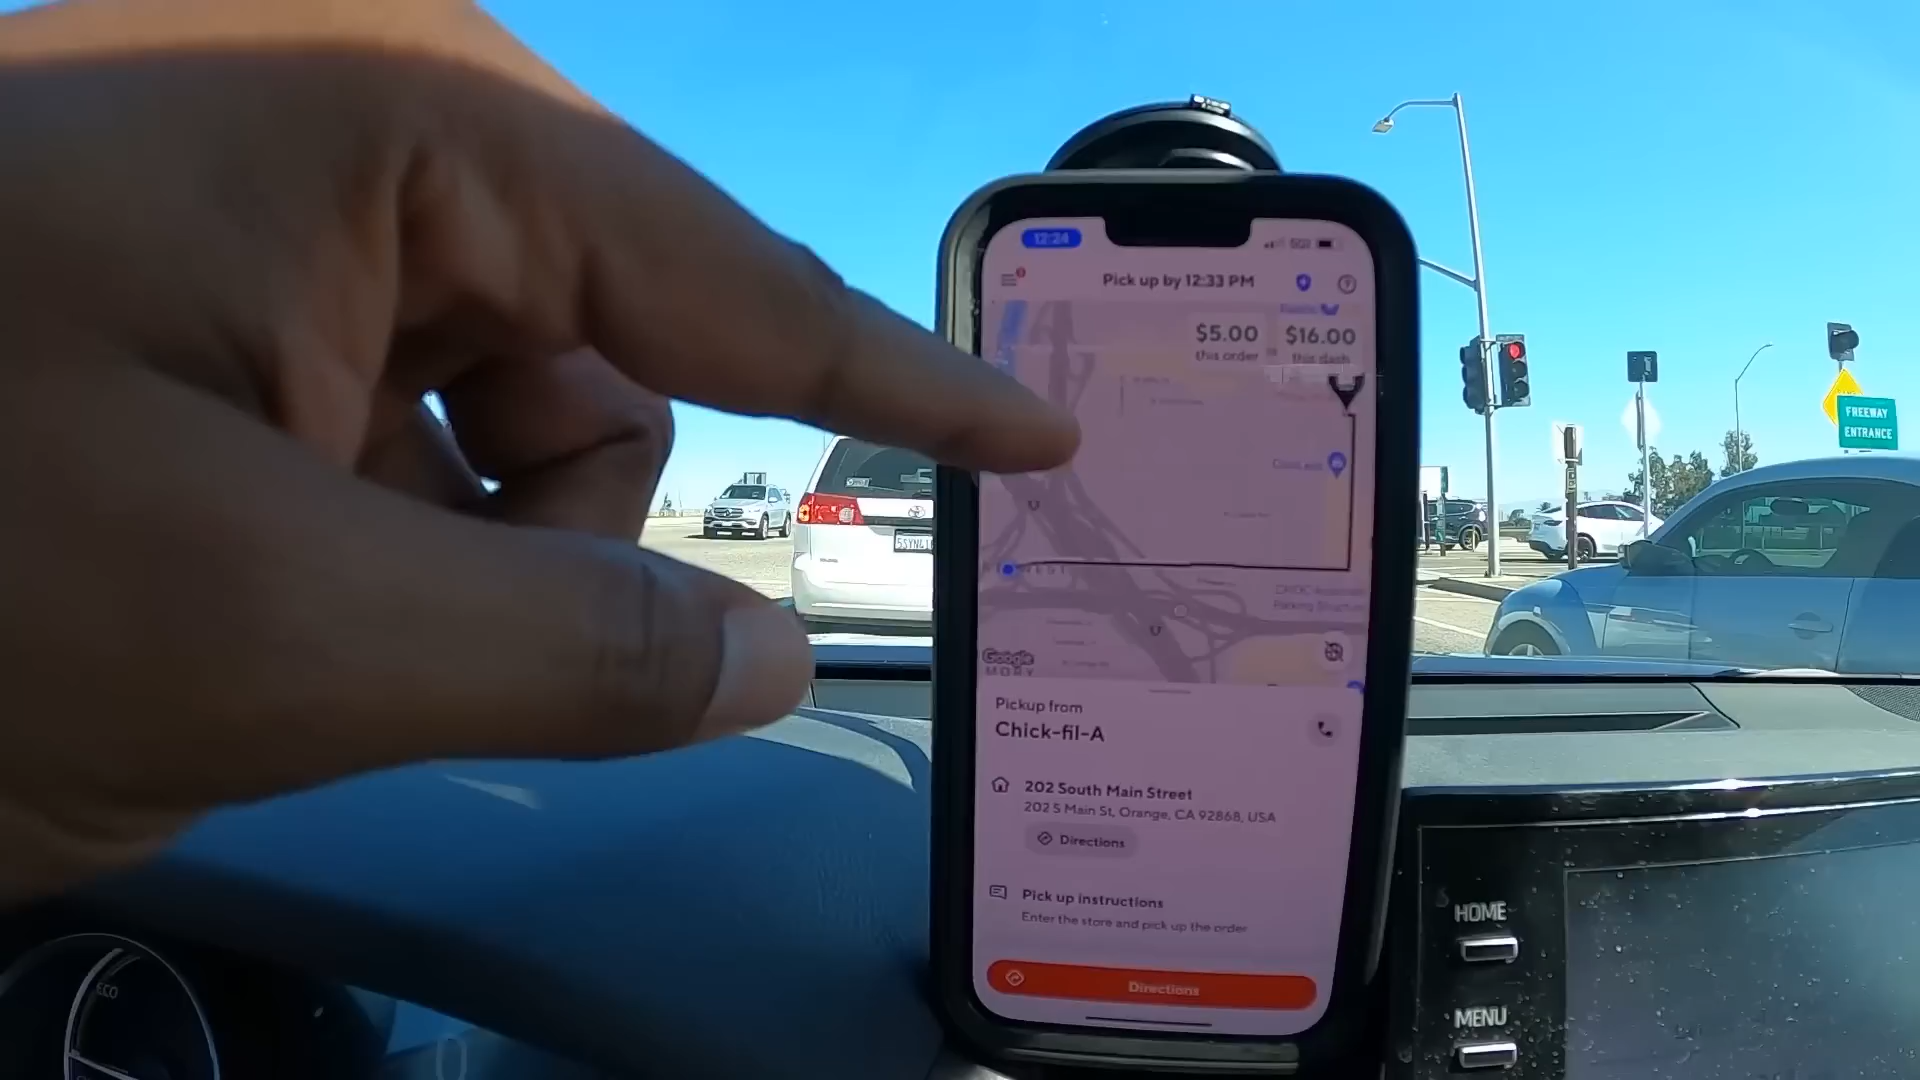 12:24
Pick up by 12:33 PM
$5.00
this order
$16.00
this dash
Google
Pickup from
Chick-fil-A
202 South Main Street
202 S Main St, Orange, CA 92868, USA
Directions
Pick up instructions
Enter the store and pick up the order
Directions
FREEWAY
ENTRANCE
HOME
MENU
ECO
0